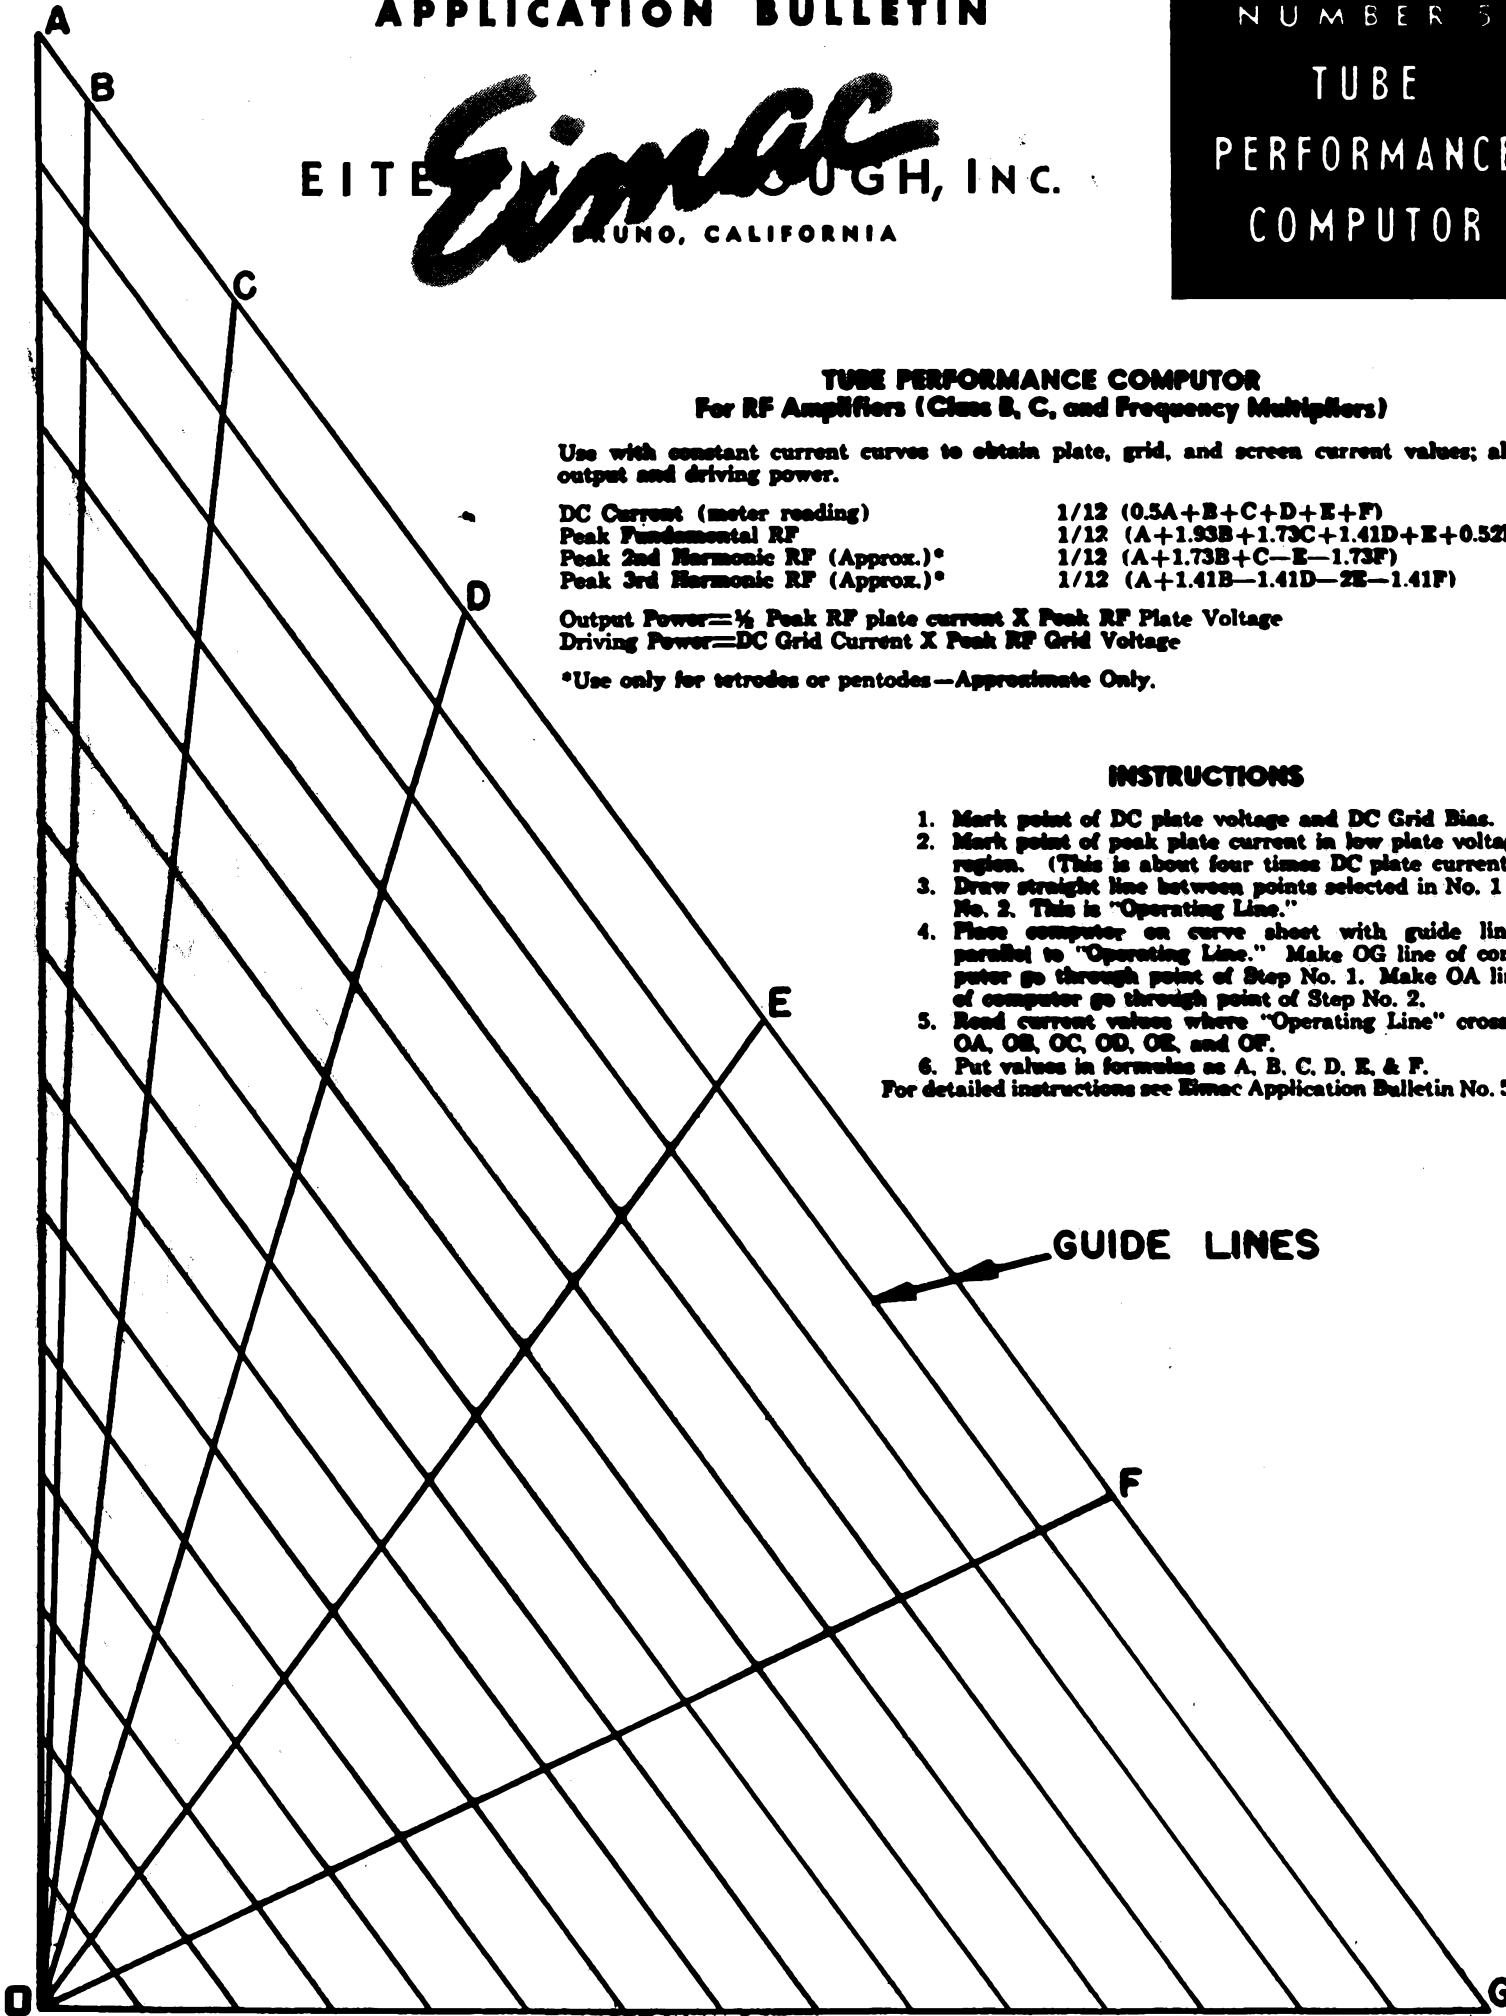 APPLICATION BULLETIN
NUMBER 5
TUBE
PERFORMANCE
COMPUTOR
Eimac
INC.
CALIFORNIA
A
B
C
D
E
F
O
TUBE PERFORMANCE COMPUTOR
For RF Amplifiers (Class B, C, and Frequency Multipliers)
Use with constant current curves to obtain plate, grid, and screen current values;
output and driving power.
DC Current (meter reading) 1/12 (0.5A+B+C+D+E+F)
Peak Fundamental RF 1/12 (A+1.93B+1.73C+1.41D+E+0.52F
Peak 2nd Harmonic RF (Approx.)* 1/12 (A+1.73B+C—E—1.73F)
Peak 3rd Harmonic RF (Approx.)* 1/12 (A+1.41B—1.41D—2E—1.41F)
Output Power=½ Peak RF plate current X Peak RF Plate Voltage
Driving Power=DC Grid Current X Peak RF Grid Voltage
*Use only for tetrodes or pentodes—Approximate Only.
INSTRUCTIONS
1. Mark point of DC plate voltage and DC Grid Bias.
2. Mark point of peak plate current in low plate
region. (This is about four times DC plate current
3. Draw straight line between points selected in No. 1
No. 2. This is "Operating Line."
4. Place computer on curve sheet with guide
parallel to "Operating Line." Make OG line of
puter go through point of Step No. 1. Make OA
of computer go through point of Step No. 2.
5. Read current values where "Operating Line"
OA, OB, OC, OD, OE, and OF.
6. Put values in formulas as A, B, C, D, E, & F.
For detailed instructions see Eimac Application Bulletin No. 5
GUIDE LINES